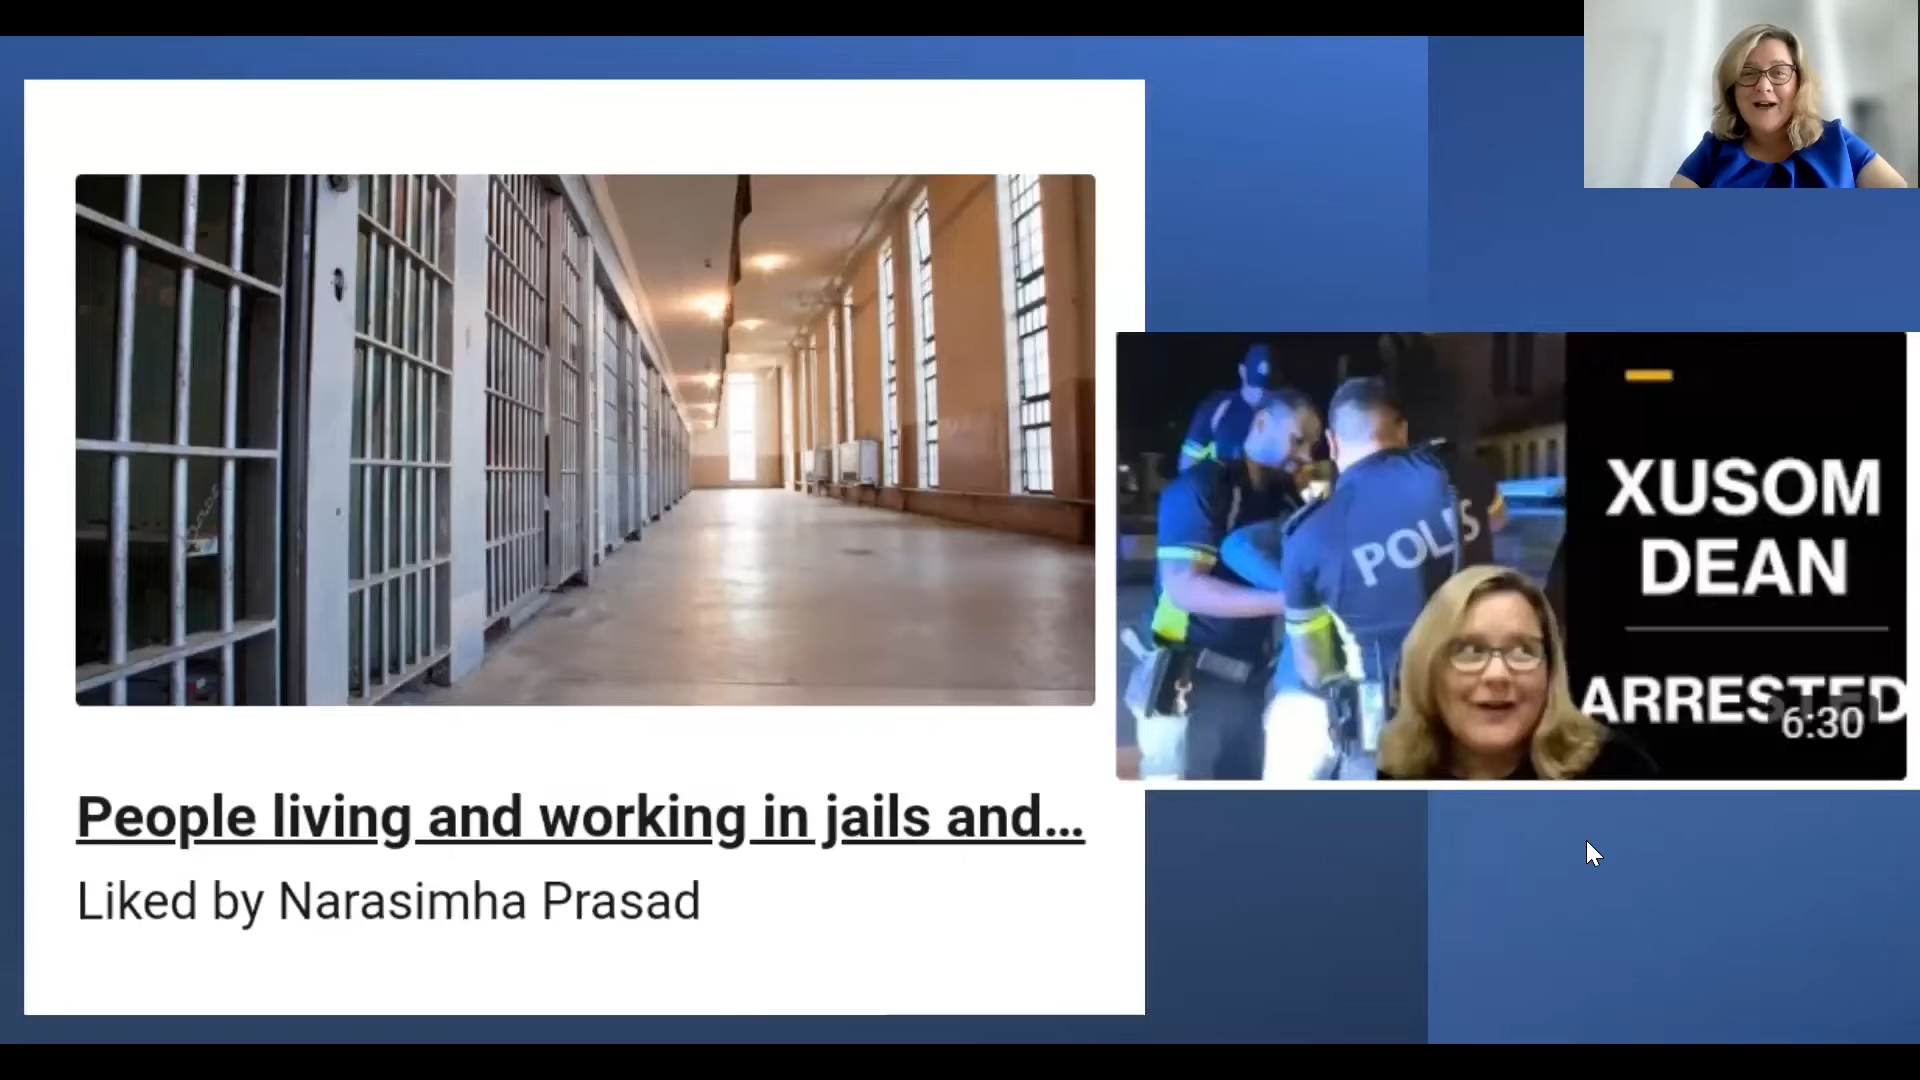 People living and working in jails and...
Liked by Narasimha Prasad
POLIS
XUSOM
DEAN
ARRESTED
6:30